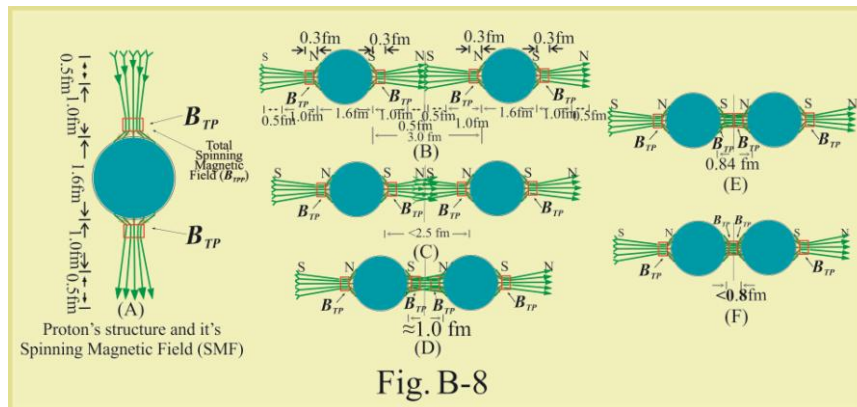 0.5fm
1.0fm
1.6fm
1.0fm
0.5fm
B_TP
Total
Spinning
Magnetic
Field (B_TPP)
B_TP
(A)
Proton's structure and it's
Spinning Magnetic Field (SMF)
0.3fm 0.3fm 0.3fm 0.3fm
S N S N S N S N
B_TP B_TP B_TP B_TP
0.5fm 1.0fm 1.6fm 1.0fm 0.5fm 1.6fm 1.0fm 0.5fm
0.5fm 1.0fm
3.0 fm
(B)
S N S N S N S N
B_TP B_TP B_TP B_TP
<2.5 fm
(C)
S N S N S N
B_TP B_TP B_TP B_TP
≈1.0 fm
(D)
S N S N S N
B_TP B_TP B_TP B_TP
0.84 fm
(E)
S N B_TP B_TP S N
B_TP B_TP
<0.8fm
(F)
Fig. B-8